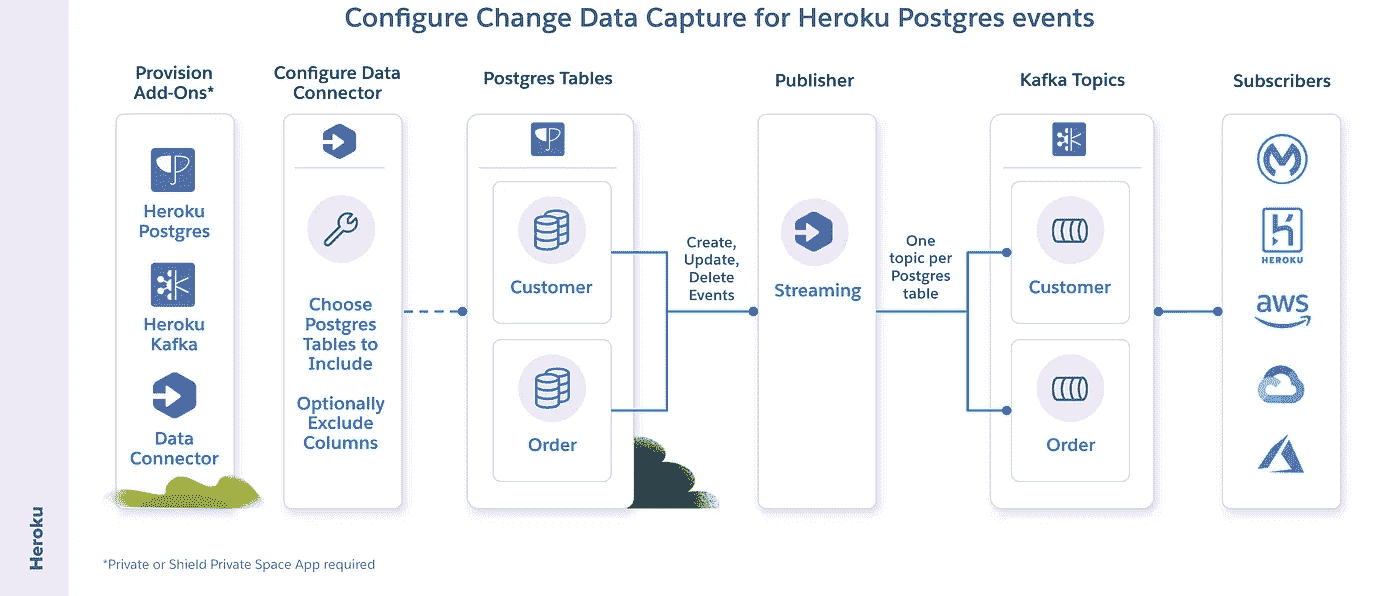 Configure Change Data Capture for Heroku Postgres events
Provision
Add-Ons*
Heroku
Postgres
Heroku
Kafka
Data
Connector
Configure Data
Connector
Choose
Postgres
Tables to
Include
Optionally
Exclude
Columns
Postgres Tables
Customer
Order
Create,
Update,
Delete
Events
Publisher
Streaming
One
topic per
Postgres
table
Kafka Topics
Customer
Order
Subscribers
HEROKU
aws
Heroku
*Private or Shield Private Space App required